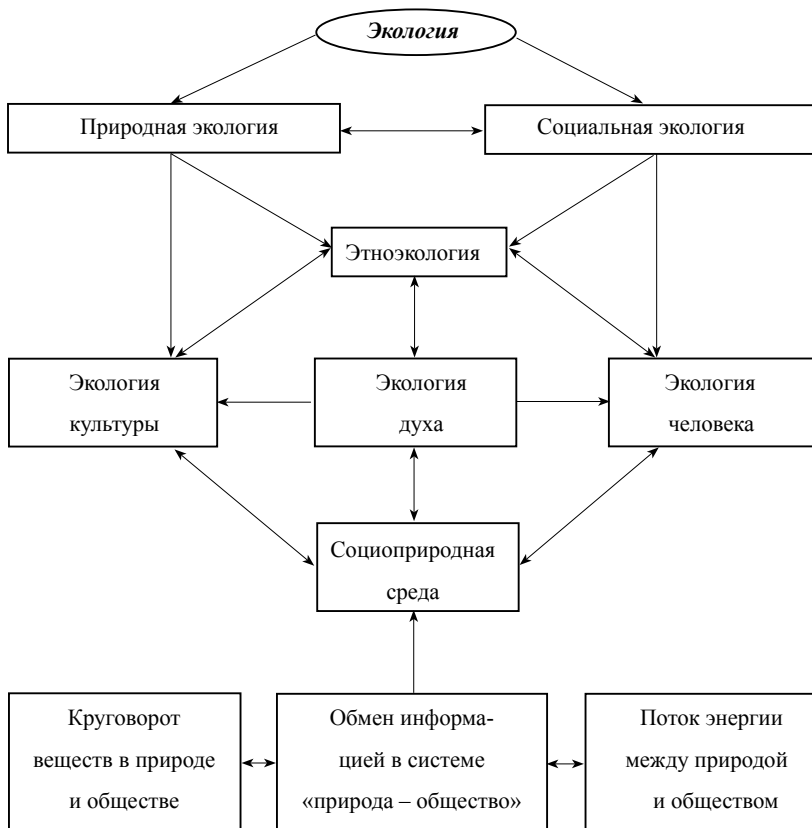 Экология
Природная экология
Социальная экология
Этноэкология
Экология
культуры
Экология
духа
Экология
человека
Социоприродная
среда
Круговорот
веществ в природе
и обществе
Обмен информа-
цией в системе
«природа – общество»
Поток энергии
между природой
и обществом